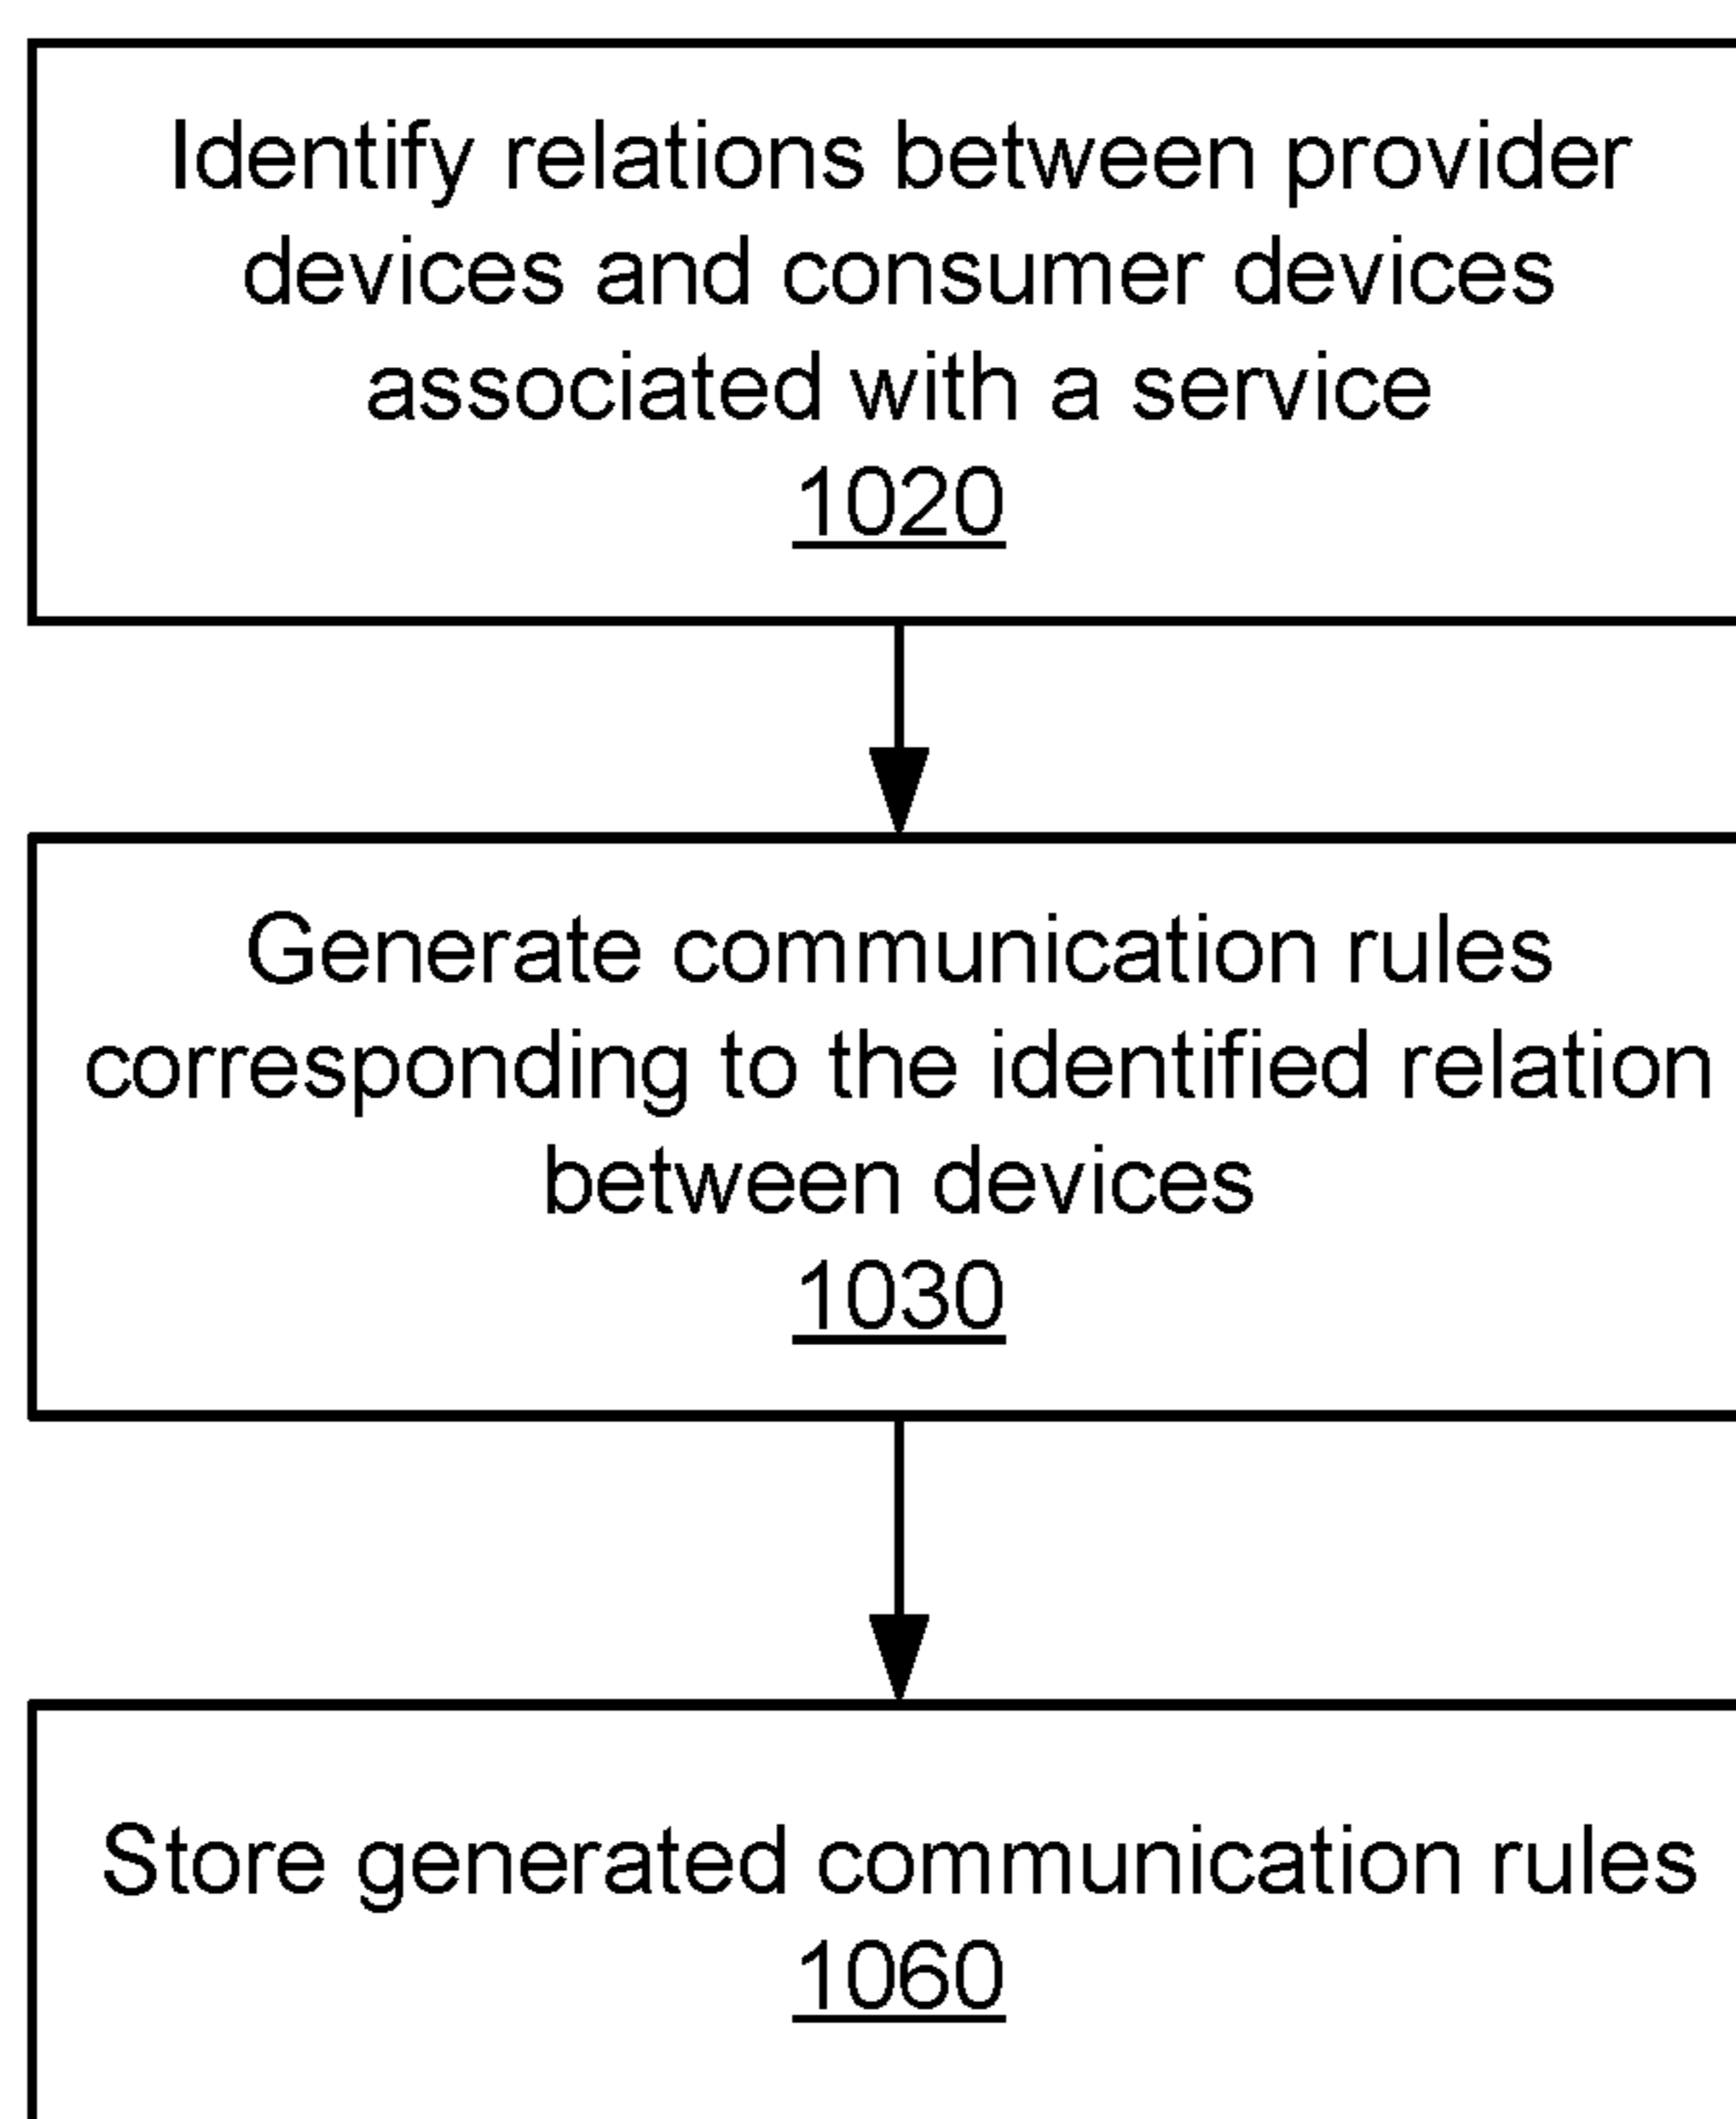 Identify relations between provider
devices and consumer devices
associated with a service
1020
Generate communication rules
corresponding to the identified relation
between devices
1030
Store generated communication rules
1060